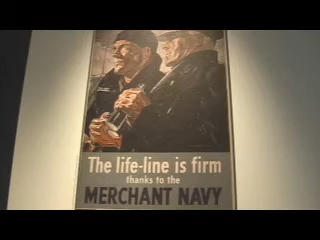 The life-line is firm
thanks to the
MERCHANT NAVY